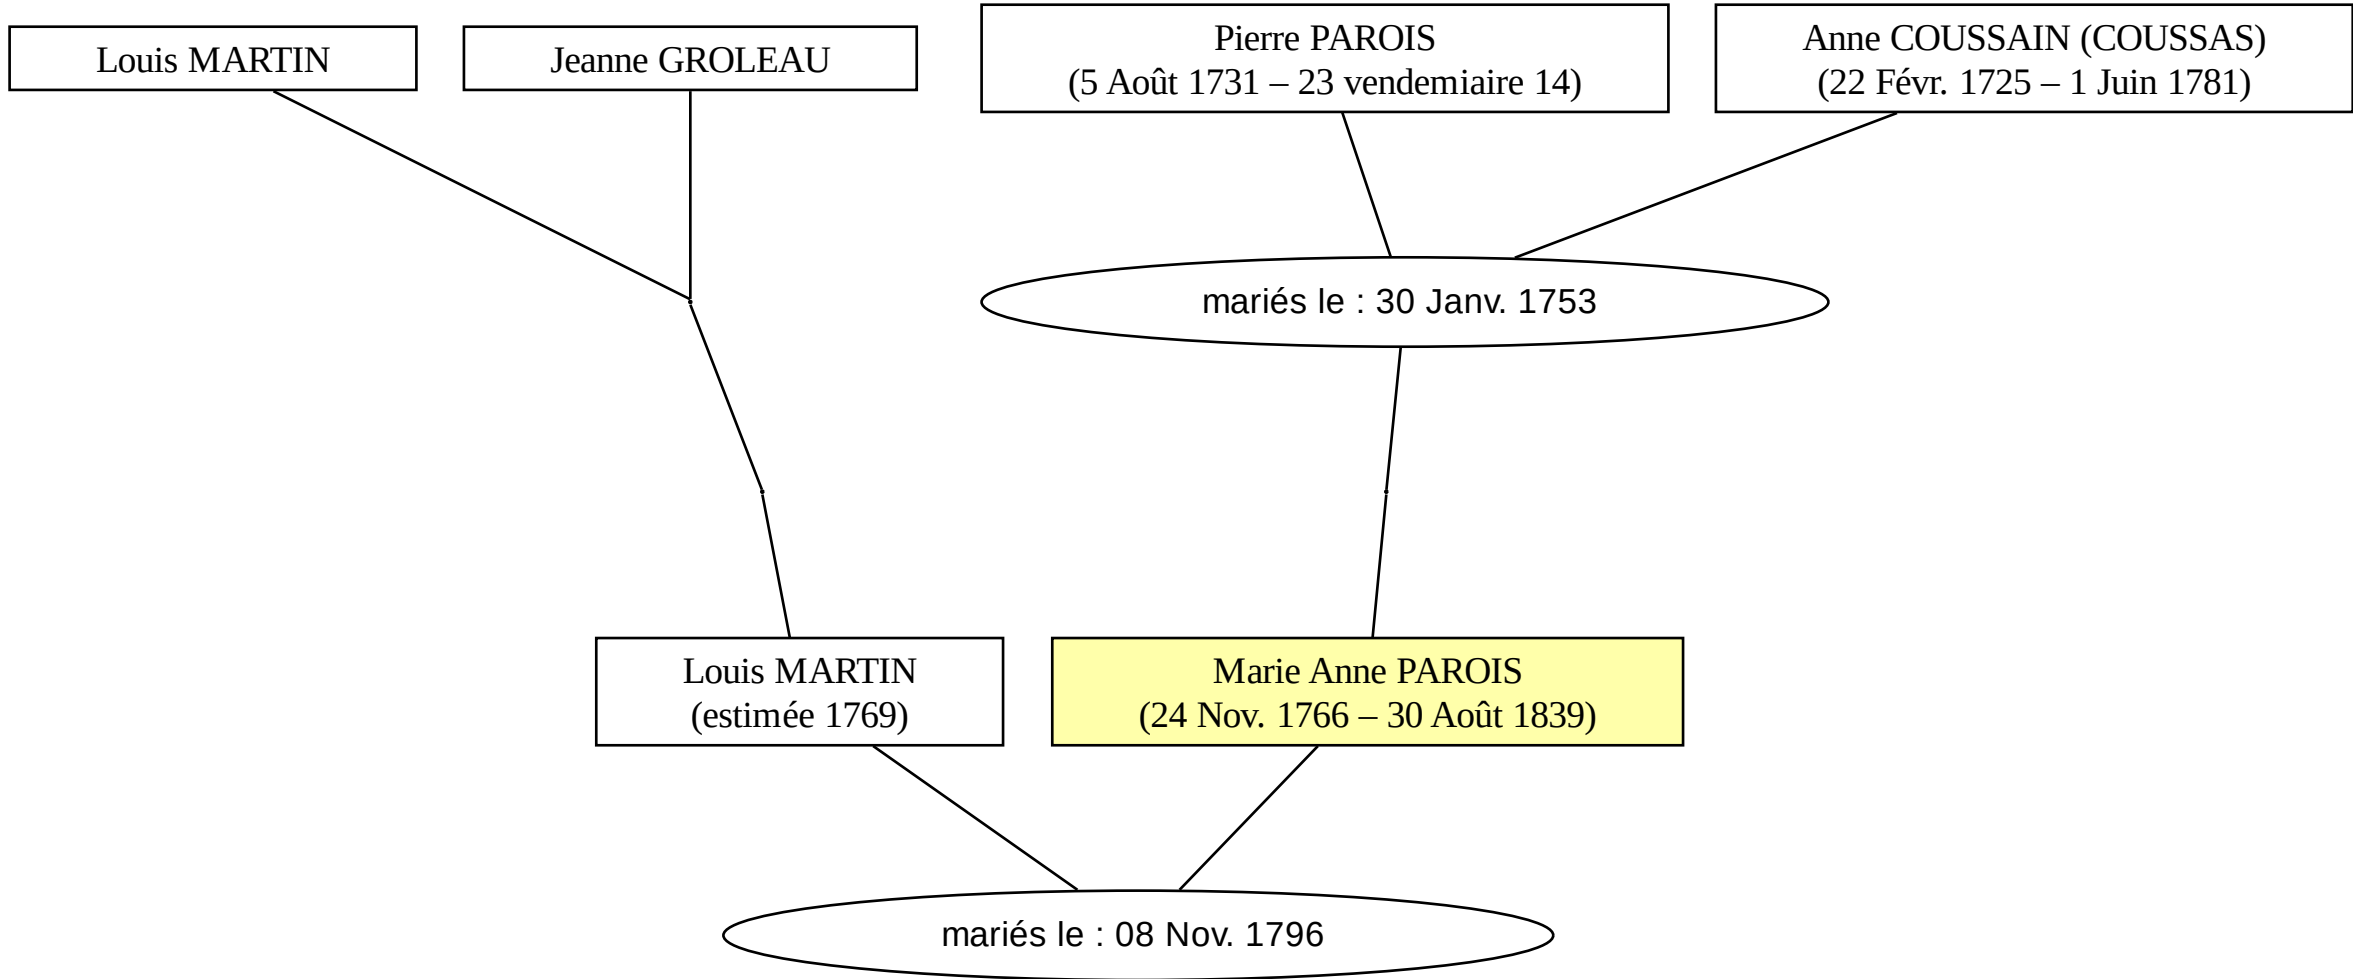 Louis MARTIN
Jeanne GROLEAU
Pierre PAROIS
(5 Août 1731 – 23 vendemiaire 14)
Anne COUSSAIN (COUSSAS)
(22 Févr. 1725 – 1 Juin 1781)
mariés le : 30 Janv. 1753
Louis MARTIN
(estimée 1769)
Marie Anne PAROIS
(24 Nov. 1766 – 30 Août 1839)
mariés le : 08 Nov. 1796